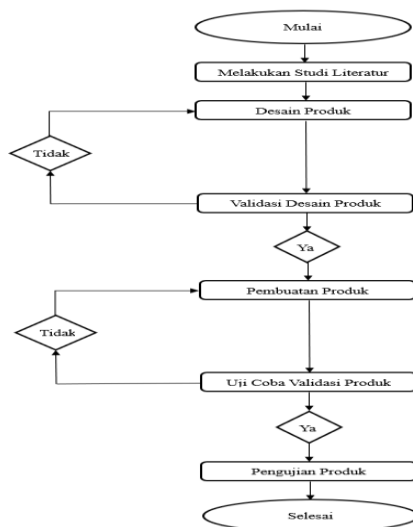 Mulai
Melakukan Studi Literatur
Desain Produk
Tidak
Validasi Desain Produk
Ya
Pembuatan Produk
Tidak
Uji Coba Validasi Produk
Ya
Pengujian Produk
Selesai